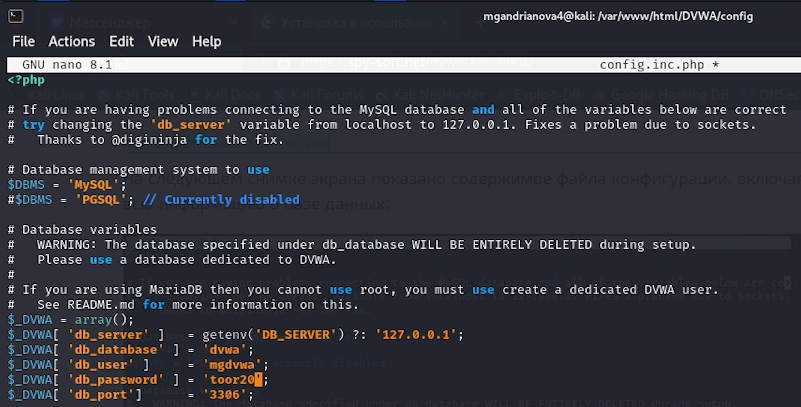 mgandrianova4@kali: /var/www/html/DVWA/config
File Actions Edit View Help
GNU nano 8.1 config.inc.php *
<?php
# If you are having problems connecting to the MySQL database and all of the variables below are correct
# try changing the 'db_server' variable from localhost to 127.0.0.1. Fixes a problem due to sockets.
#   Thanks to @digininja for the fix.
# Database management system to use
$DBMS = 'MySQL';
#$DBMS = 'PGSQL'; // Currently disabled
# Database variables
#   WARNING: The database specified under db_database WILL BE ENTIRELY DELETED during setup.
#   Please use a database dedicated to DVWA.
#
# If you are using MariaDB then you cannot use root, you must use create a dedicated DVWA user.
#   See README.md for more information on this.
$_DVWA = array();
$_DVWA[ 'db_server' ]   = getenv('DB_SERVER') ?: '127.0.0.1';
$_DVWA[ 'db_database' ] = 'dvwa';
$_DVWA[ 'db_user' ]     = 'mgdvwa';
$_DVWA[ 'db_password' ] = 'toor20';
$_DVWA[ 'db_port']      = '3306';